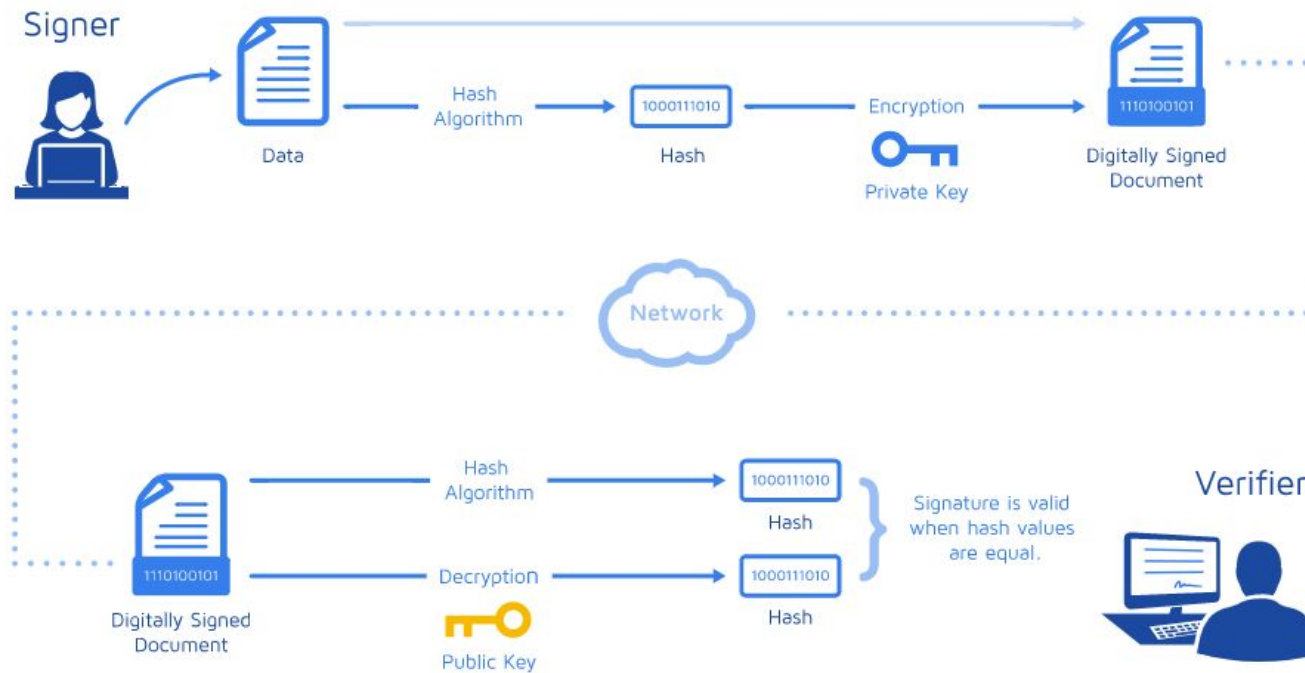 Signer
Hash
Algorithm
1000111010
Encryption
1110100101
Data
Hash
Private Key
Digitally Signed
Document
Network
Hash
Algorithm
1000111010
Hash
Signature is valid
when hash values
are equal.
Verifier
1110100101
Decryption
1000111010
Hash
Digitally Signed
Document
Public Key